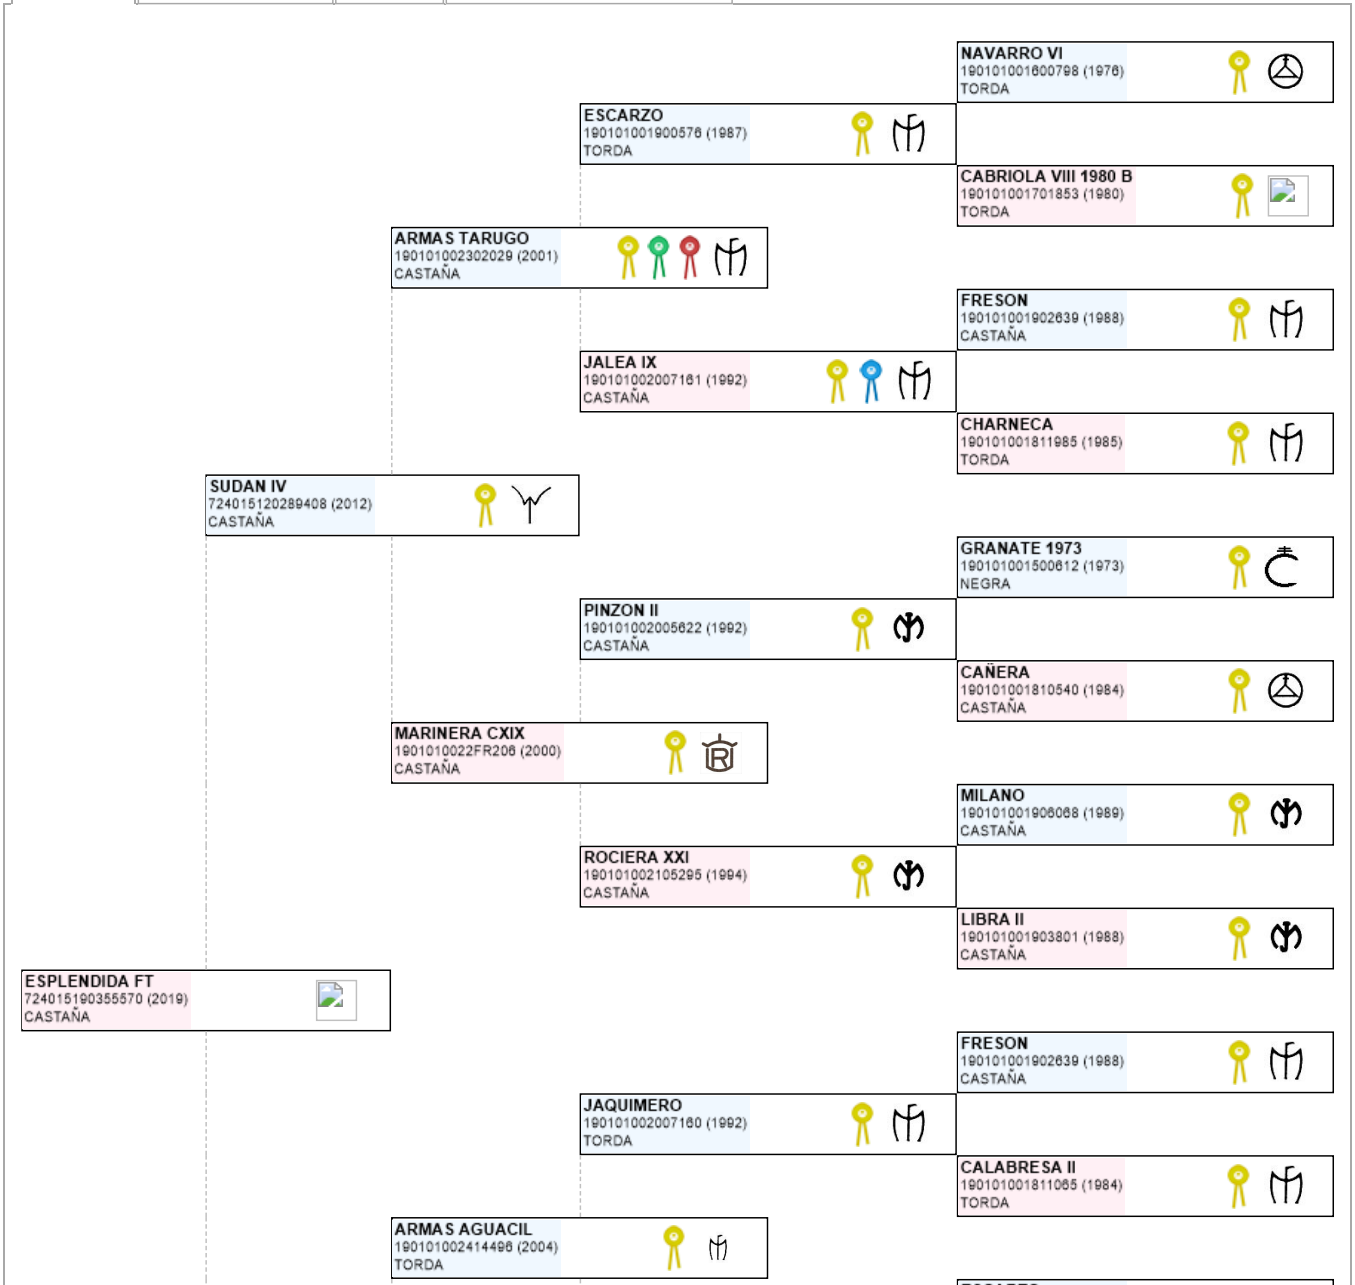 NAVARRO VI
190101001600798 (1976)
TORDA
ESCARZO
190101001900576 (1987)
TORDA
CABRIOLA VIII 1980 B
190101001701853 (1980)
TORDA
ARMAS TARUGO
190101002302029 (2001)
CASTAÑA
FRESON
190101001902639 (1988)
CASTAÑA
JALEA IX
190101002007161 (1992)
CASTAÑA
CHARNECA
190101001811985 (1985)
TORDA
SUDAN IV
724015120289408 (2012)
CASTAÑA
GRANATE 1973
190101001500612 (1973)
NEGRA
PINZON II
190101002005622 (1992)
CASTAÑA
CAÑERA
190101001810540 (1984)
CASTAÑA
MARINERA CXIX
1901010022FR206 (2000)
CASTAÑA
MILANO
190101001906068 (1989)
CASTAÑA
ROCIERA XXI
190101002105295 (1994)
CASTAÑA
LIBRA II
190101001903801 (1988)
CASTAÑA
ESPLENDIDA FT
724015190355570 (2019)
CASTAÑA
FRESON
190101001902639 (1988)
CASTAÑA
JAQUIMERO
190101002007160 (1992)
TORDA
CALABRESA II
190101001811065 (1984)
TORDA
ARMAS AGUACIL
190101002414496 (2004)
TORDA